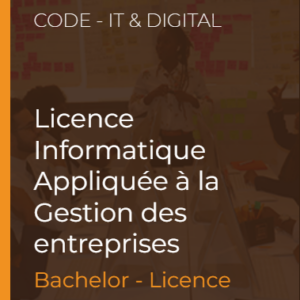 CODE - IT & DIGITAL
Licence
Informatique
Appliquée à la
Gestion des
entreprises
Bachelor - Licence